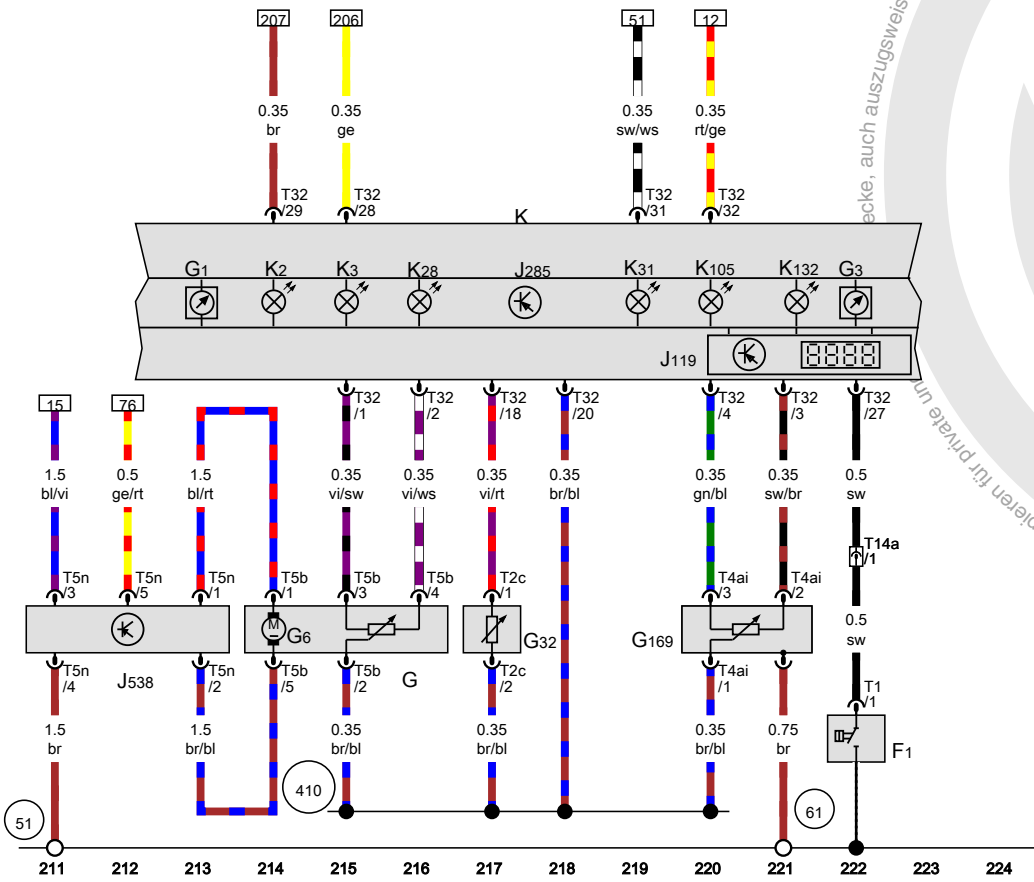 207 206 51 12
ecke, auch auszugsweis
0.35 0.35 0.35 0.35
br ge sw/ws rt/ge
T32 T32 T32 T32
/29 /28 /31 /32
K
G1 K2 K3 K28 J285 K31 K105 K132 G3
J119
8888
und
für private
pieren
15 76
T32 T32 T32 T32 T32 T32 T32
/1 /2 /18 /20 /4 /3 /27
1.5 0.5 1.5 0.35 0.35 0.35 0.35 0.35 0.35 0.5
bl/vi ge/rt bl/rt vi/sw vi/ws vi/rt br/bl gn/bl sw/br sw
T14a
/1
T5n T5n T5n T5b T5b T5b T2c T4ai T4ai
/3 /5 /1 /1 /3 /4 /1 /3 /2
0.5
sw
M
G6 G32 G169
T5n T5n T5b T5b T2c T4ai T1
/4 /2 /5 /2 /2 /1 /1
J538 G
1.5 1.5 0.35 0.35 0.35 0.75
br br/bl br/bl br/bl br/bl br
F1
410
51 61
211 212 213 214 215 216 217 218 219 220 221 222 223 224